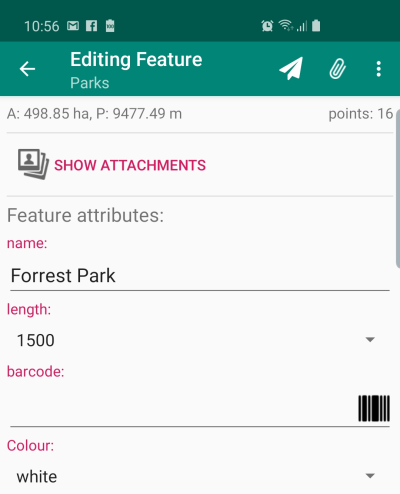 10:56
Editing Feature
Parks
A: 498.85 ha, P: 9477.49 m points: 16
SHOW ATTACHMENTS
Feature attributes:
name:
Forrest Park
length:
1500
barcode:
Colour:
white